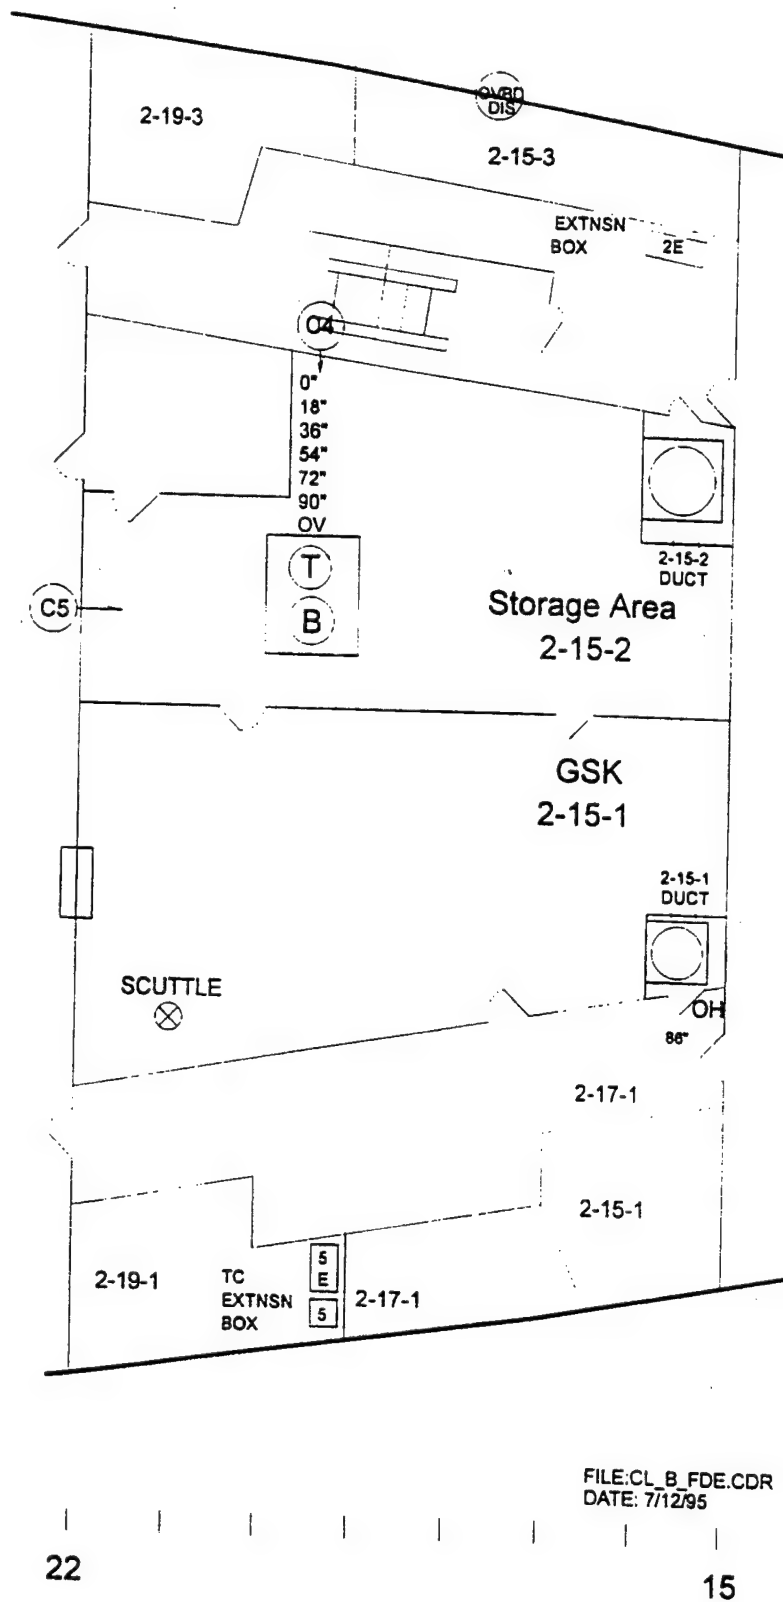 2-19-3
OVBD
DIS
2-15-3
EXTNSN
BOX
2E
C4
0"
18"
36"
54"
72"
90"
OV
T
B
C5
2-15-2
DUCT
Storage Area
2-15-2
GSK
2-15-1
2-15-1
DUCT
SCUTTLE
OH
86"
2-17-1
2-15-1
2-19-1
TC
EXTNSN
BOX
5
E
5
2-17-1
FILE:CL_B_FDE.CDR
DATE: 7/12/95
22
15